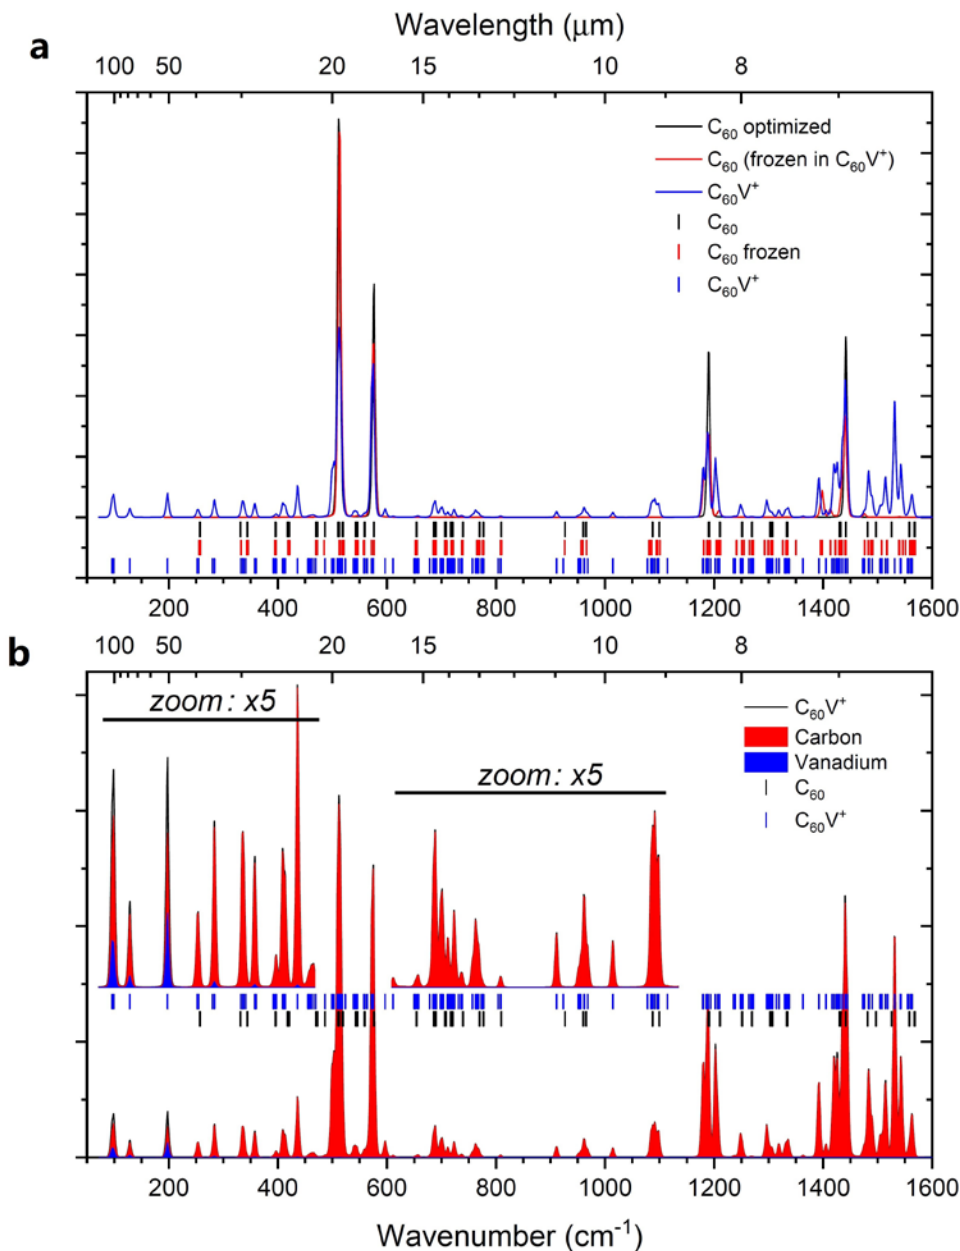 Wavelength (μm)
a
100 50 20 15 10 8
C₆₀ optimized
C₆₀ (frozen in C₆₀V⁺)
C₆₀V⁺
C₆₀
C₆₀ frozen
C₆₀V⁺
200 400 600 800 1000 1200 1400 1600
b
100 50 20 15 10 8
zoom: x5
zoom: x5
C₆₀V⁺
Carbon
Vanadium
C₆₀
C₆₀V⁺
200 400 600 800 1000 1200 1400 1600
Wavenumber (cm⁻¹)